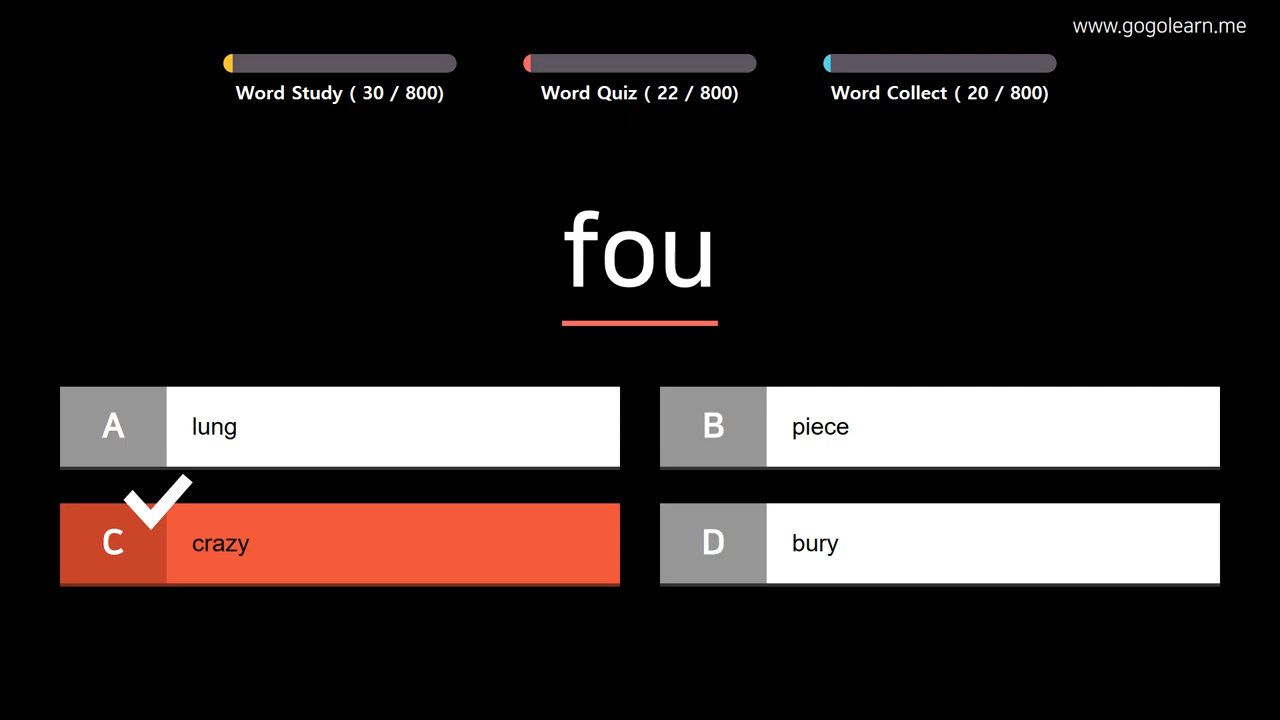 www.gogolearn.me
Word Study ( 30 / 800)
Word Quiz ( 22 / 800)
Word Collect ( 20 / 800)
fou
A lung
B piece
C crazy
D bury